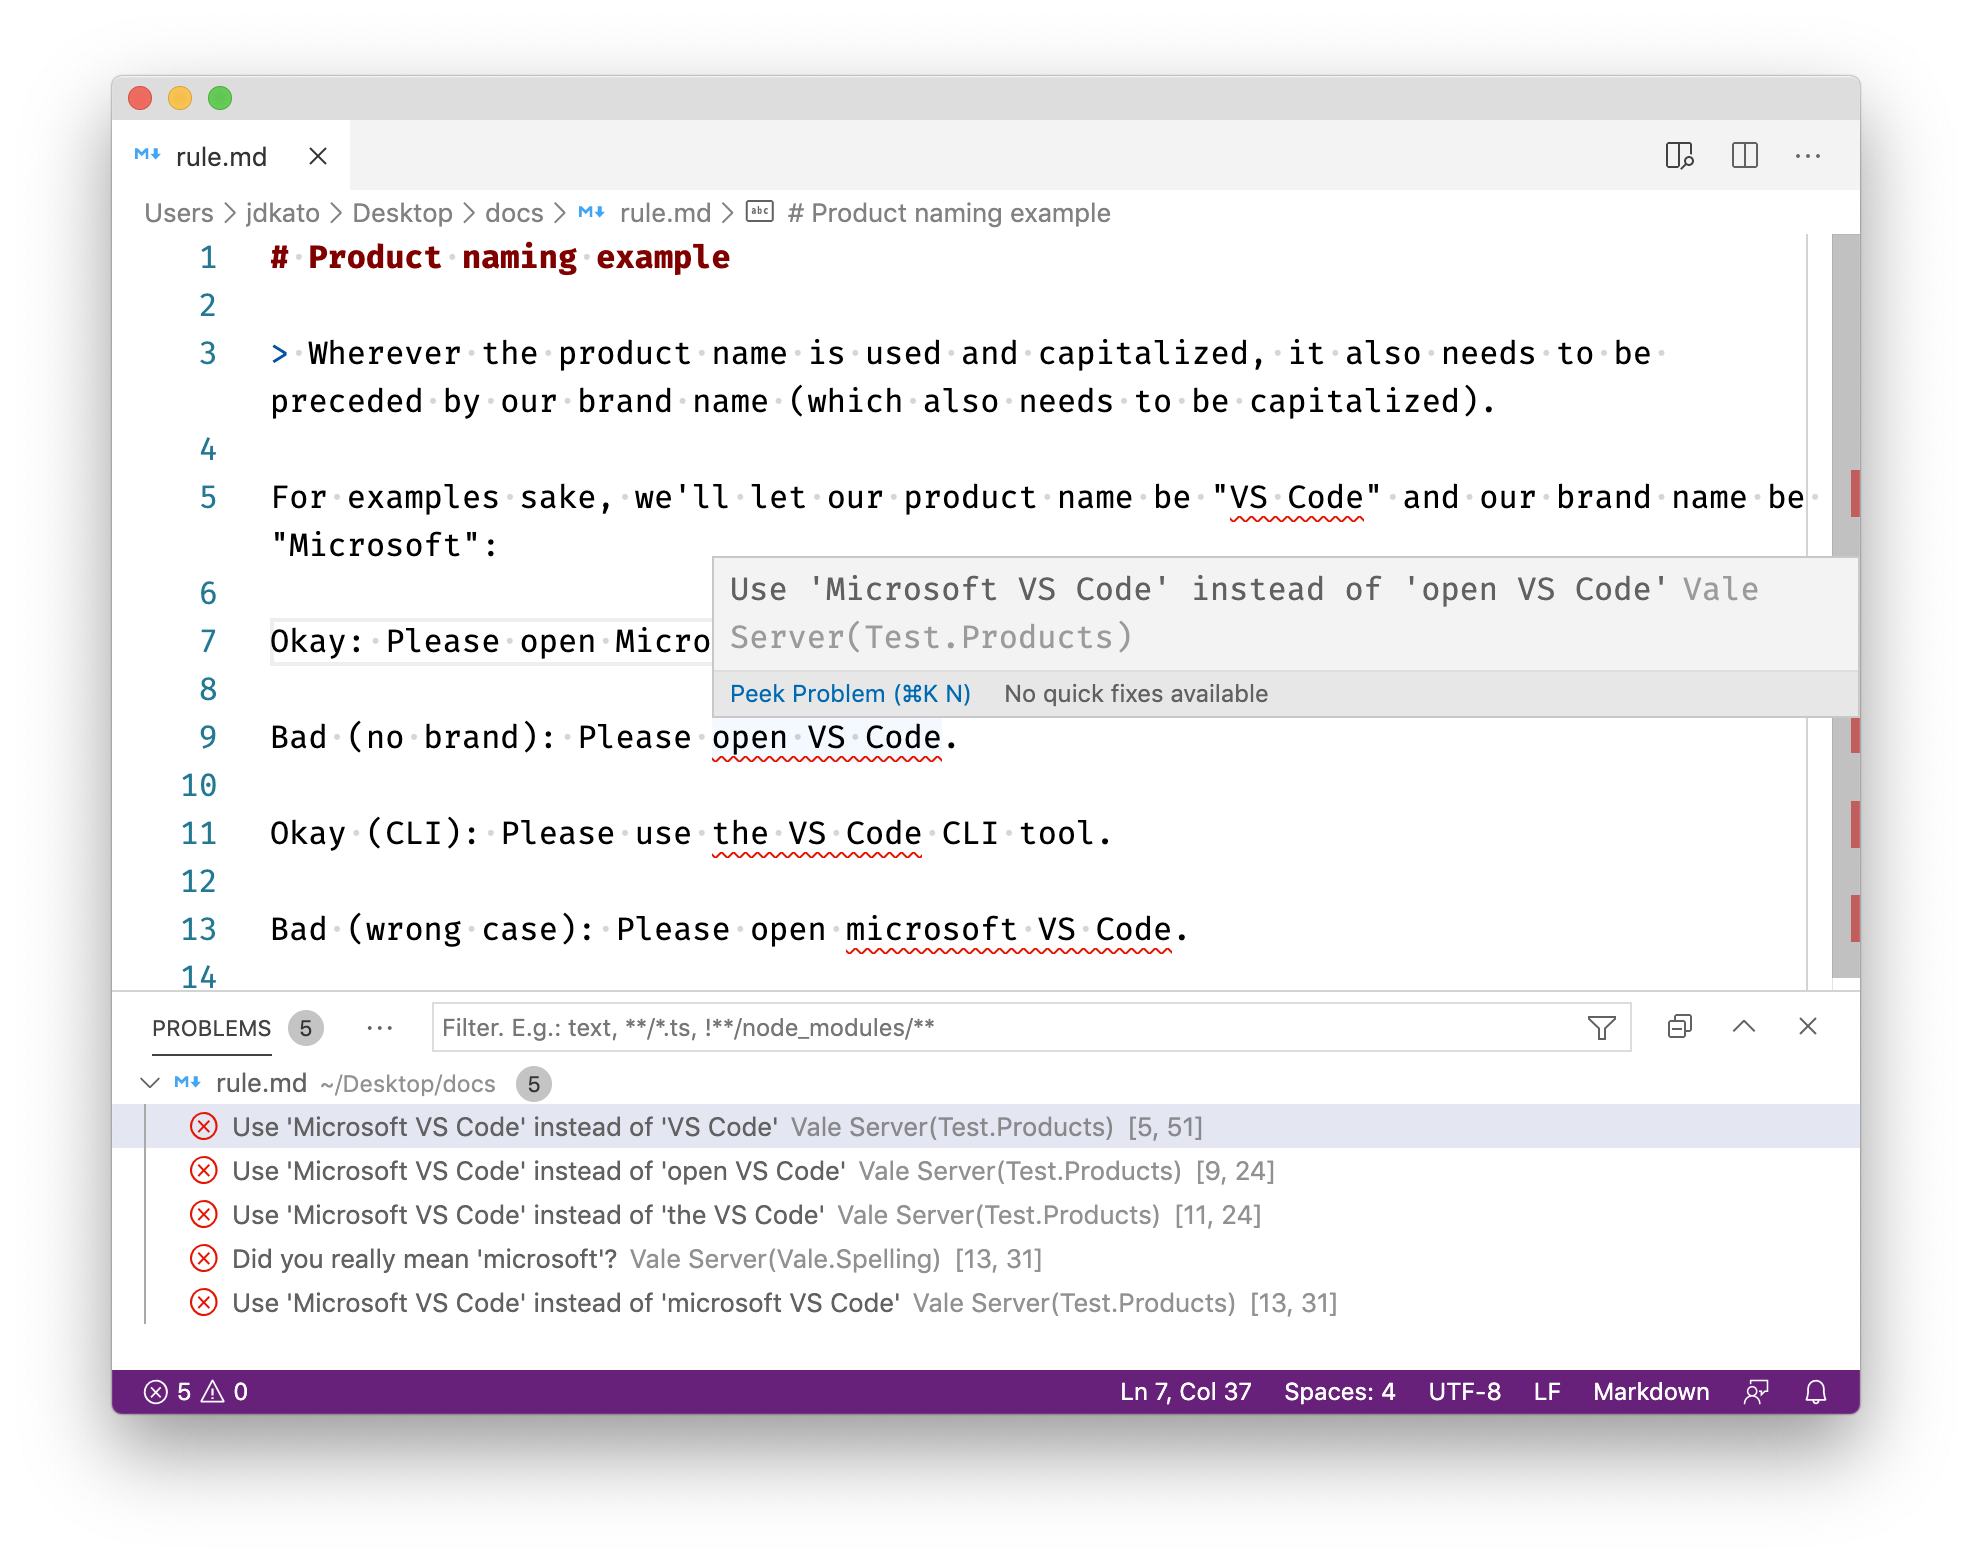 rule.md
Users > jdkato > Desktop > docs > rule.md > abc # Product naming example
1 # Product naming example
2
3 > Wherever the product name is used and capitalized, it also needs to be
preceded by our brand name (which also needs to be capitalized).
4
5 For examples sake, we'll let our product name be "VS Code" and our brand name be
"Microsoft":
6
Use 'Microsoft VS Code' instead of 'open VS Code' Vale
Server(Test.Products)
Peek Problem (⌘K N) No quick fixes available
7 Okay: Please open Micro
8
9 Bad (no brand): Please open VS Code.
10
11 Okay (CLI): Please use the VS Code CLI tool.
12
13 Bad (wrong case): Please open microsoft VS Code.
14
PROBLEMS 5 ··· Filter. E.g.: text, **/*.ts, !**/node_modules/**
rule.md ~/Desktop/docs 5
Use 'Microsoft VS Code' instead of 'VS Code' Vale Server(Test.Products) [5, 51]
Use 'Microsoft VS Code' instead of 'open VS Code' Vale Server(Test.Products) [9, 24]
Use 'Microsoft VS Code' instead of 'the VS Code' Vale Server(Test.Products) [11, 24]
Did you really mean 'microsoft'? Vale Server(Vale.Spelling) [13, 31]
Use 'Microsoft VS Code' instead of 'microsoft VS Code' Vale Server(Test.Products) [13, 31]
5 0 Ln 7, Col 37 Spaces: 4 UTF-8 LF Markdown